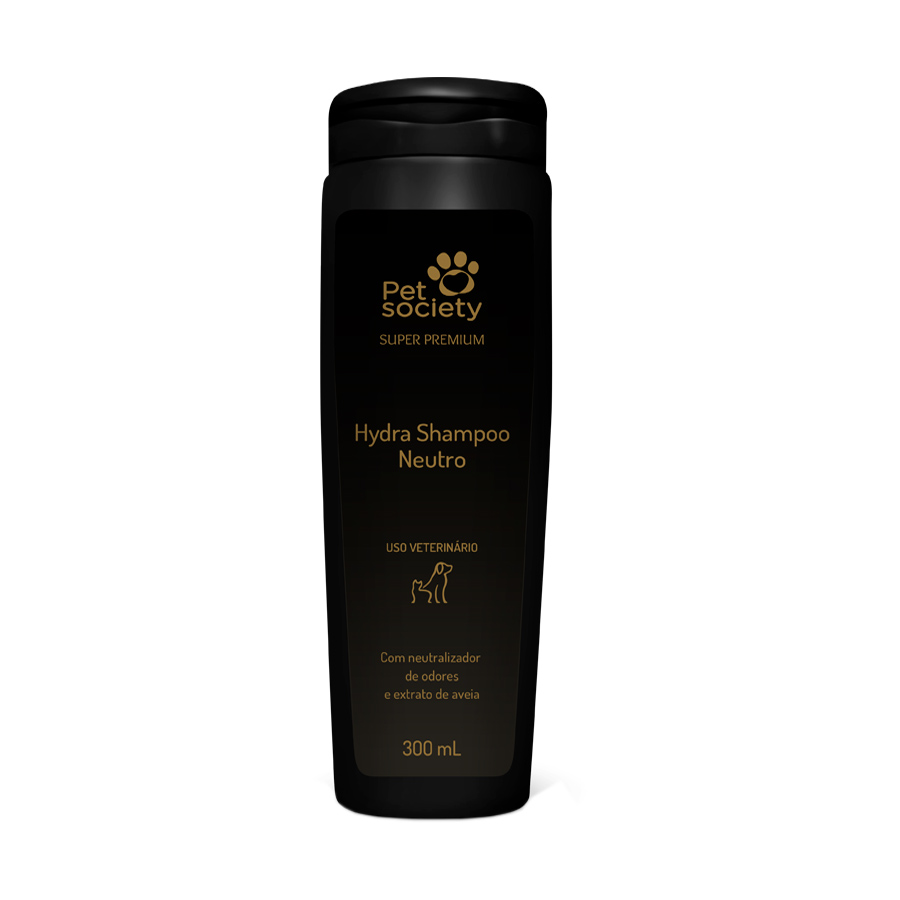 Pet
society
SUPER PREMIUM
Hydra Shampoo
Neutro
USO VETERINÁRIO
Com neutralizador
de odores
e extrato de aveia
300 mL